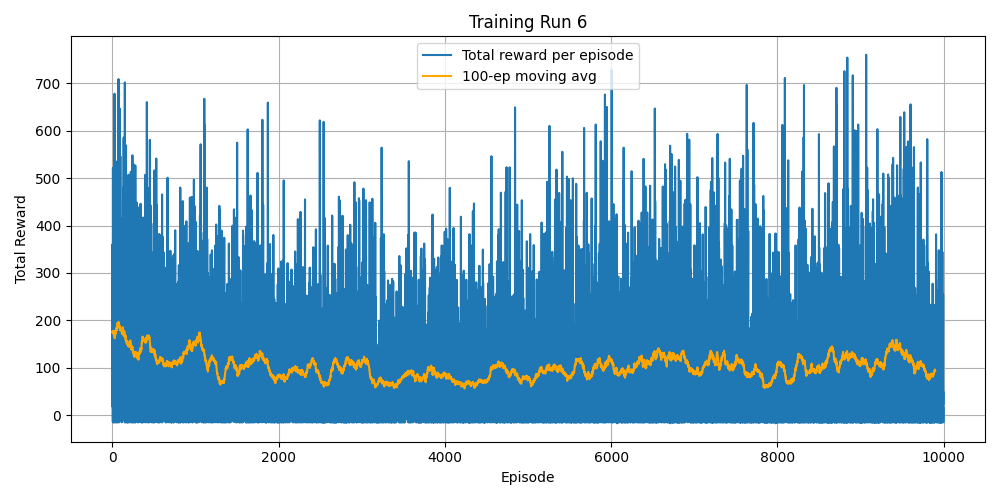 Training Run 6
Total reward per episode
100-ep moving avg
Total Reward
700
600
500
400
300
200
100
0
0 2000 4000 6000 8000 10000
Episode